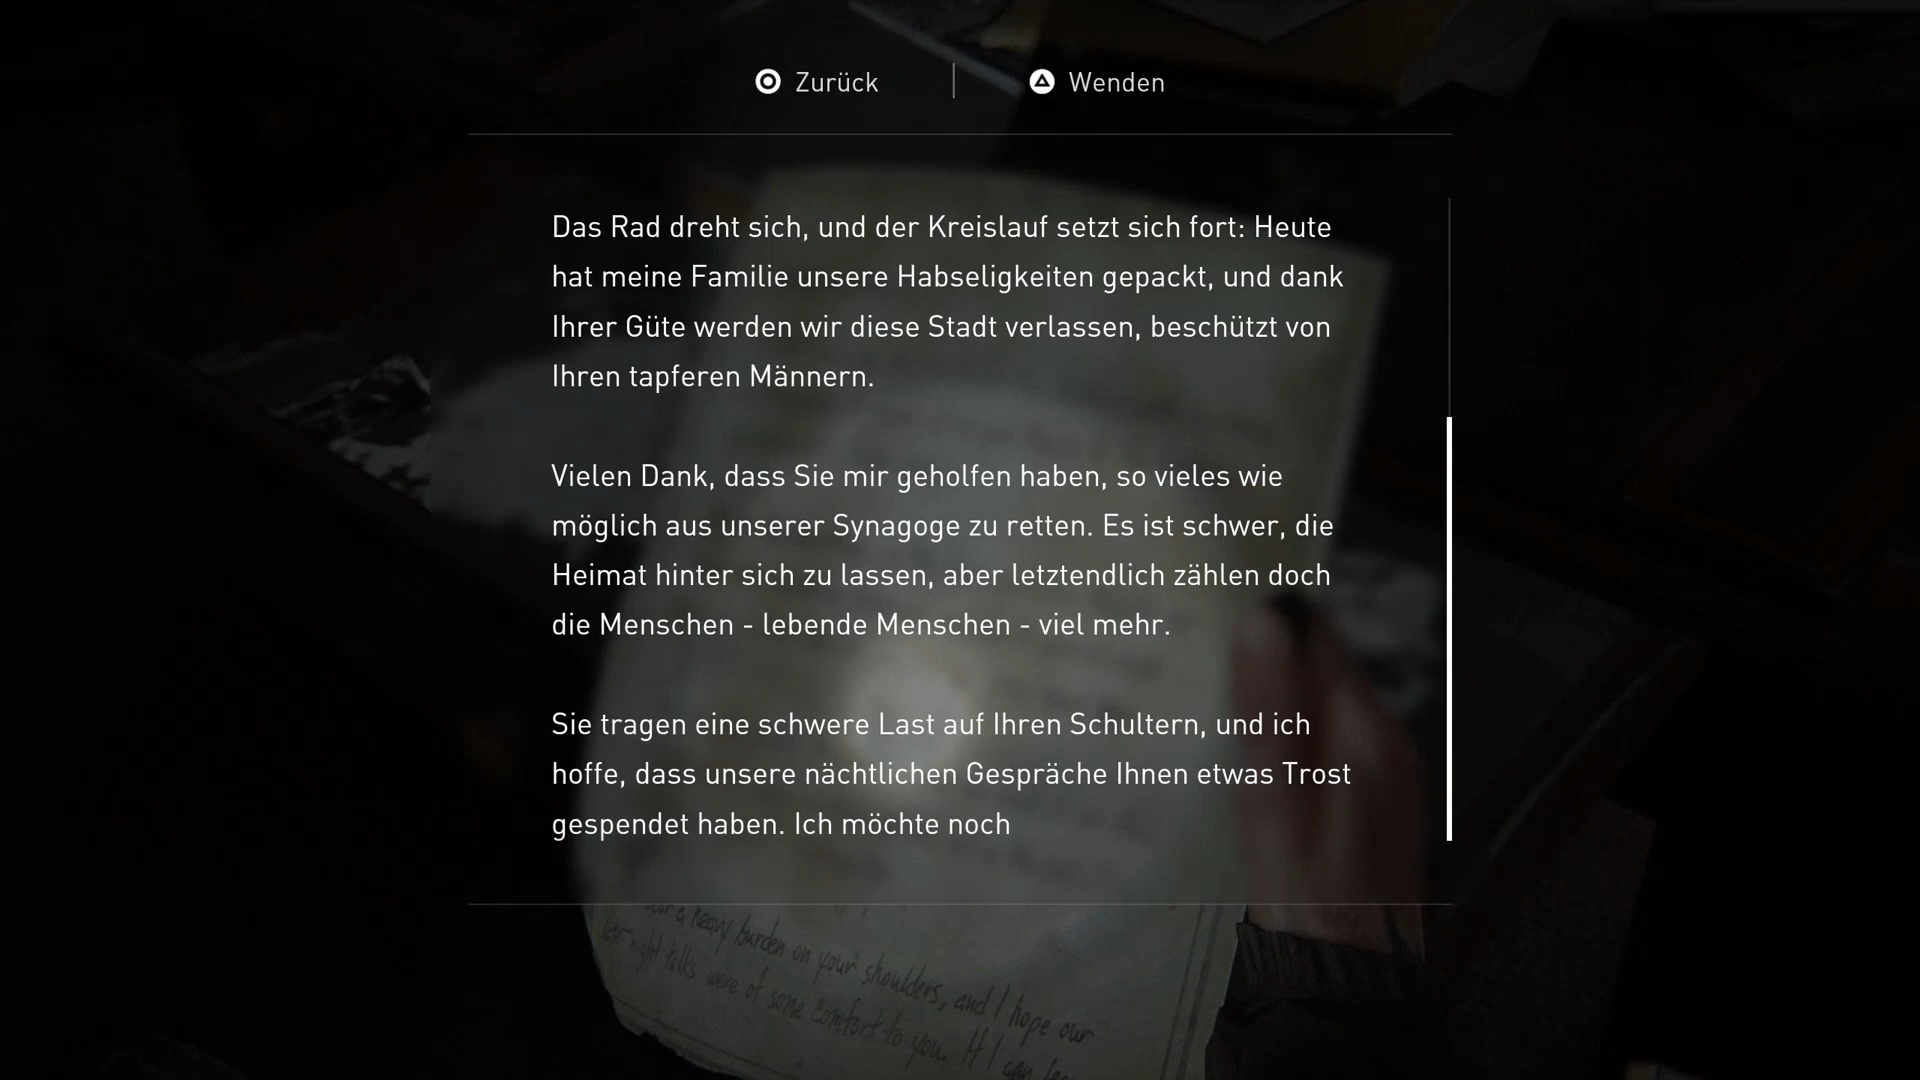 Zurück | Wenden
Das Rad dreht sich, und der Kreislauf setzt sich fort: Heute
hat meine Familie unsere Habseligkeiten gepackt, und dank
Ihrer Güte werden wir diese Stadt verlassen, beschützt von
Ihren tapferen Männern.
Vielen Dank, dass Sie mir geholfen haben, so vieles wie
möglich aus unserer Synagoge zu retten. Es ist schwer, die
Heimat hinter sich zu lassen, aber letztendlich zählen doch
die Menschen - lebende Menschen - viel mehr.
Sie tragen eine schwere Last auf Ihren Schultern, und ich
hoffe, dass unsere nächtlichen Gespräche Ihnen etwas Trost
gespendet haben. Ich möchte noch
a heavy burden on your shoulders, and I hope our
late-night talks were of some comfort to you. If I can